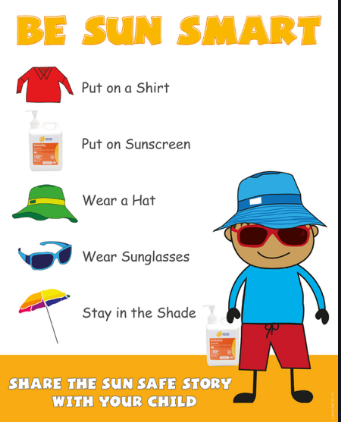 BE SUN SMART
Put on a Shirt
Put on Sunscreen
Wear a Hat
Wear Sunglasses
Stay in the Shade
SHARE THE SUN SAFE STORY
WITH YOUR CHILD